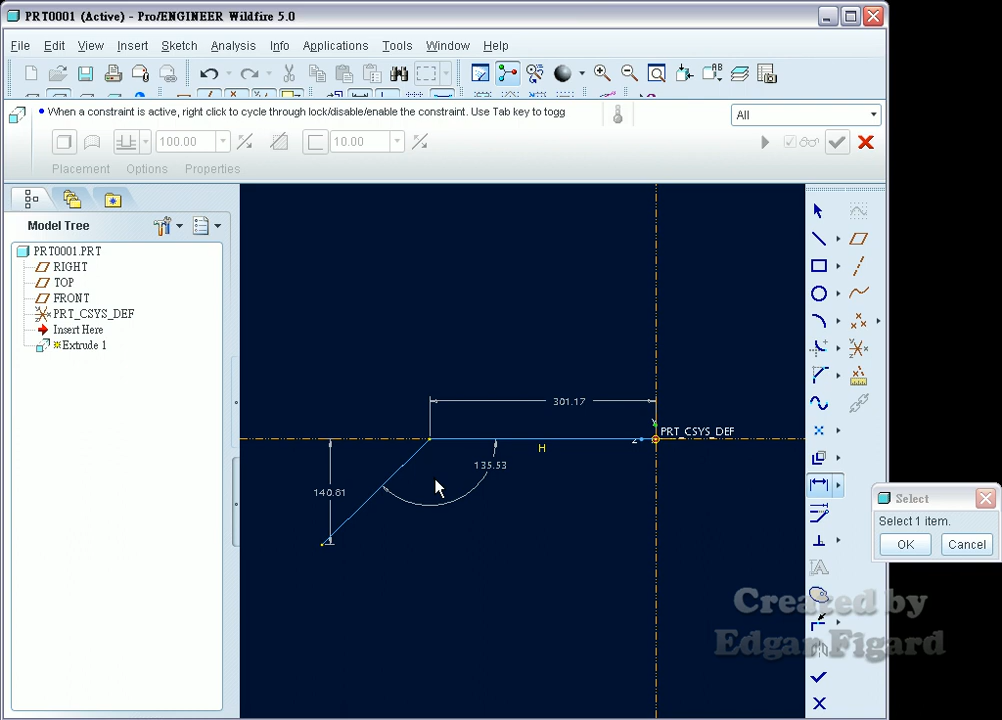 PRT0001 (Active) - Pro/ENGINEER Wildfire 5.0
File Edit View Insert Sketch Analysis Info Applications Tools Window Help
When a constraint is active, right click to cycle through lock/disable/enable the constraint. Use Tab key to togg
All
100.00
10.00
Placement Options Properties
Model Tree
PRT0001.PRT
RIGHT
TOP
FRONT
PRT_CSYS_DEF
Insert Here
Extrude 1
301.17
PRT_CSYS_DEF
H
135.53
140.81
Select
Select 1 item.
OK Cancel
Created by
Edgar Figard